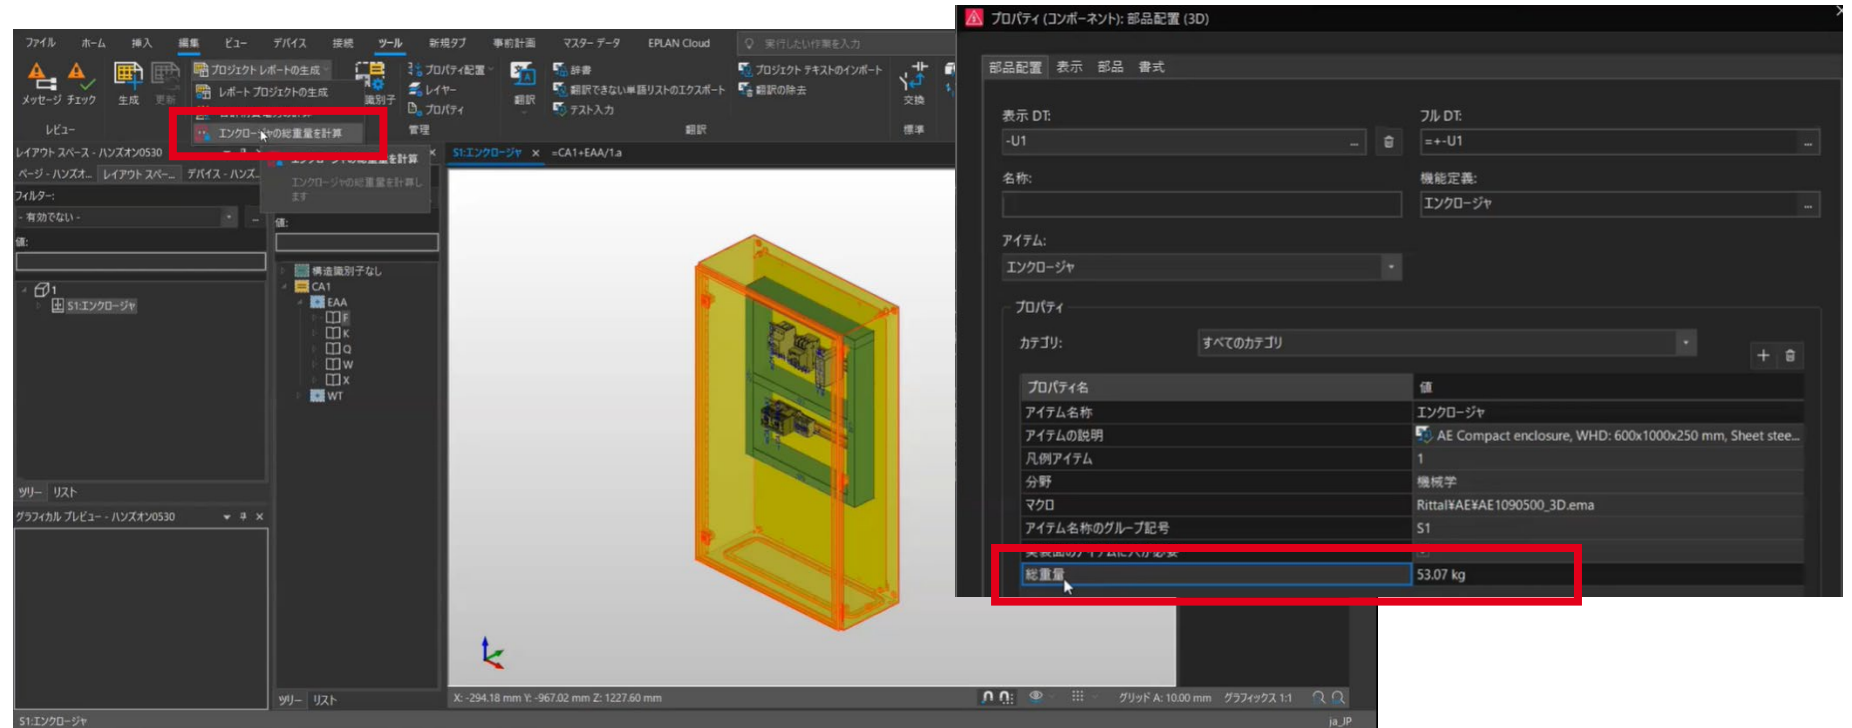 ファイル ホーム 挿入 編集 ビュー デバイス 接続 ツール 新規タブ 事前計画 マスター データ EPLAN Cloud 実行したい作業を入力
メッセージ チェック
レビュー
生成 更新
プロジェクト レポートの生成
レポート プロジェクトの生成
エンクロージャの総重量を計算
エンクロージャの総重量を計算
エンクロージャの総重量を計算し
ます
識別子
プロパティ配置
レイヤー
プロパティ
管理
翻訳
辞書
翻訳できない単語リストのエクスポート
テスト入力
プロジェクト テキストのインポート
翻訳の除去
翻訳
交換
標準
レイアウト スペース - ハンズオン0530
ページ - ハンズオ... レイアウト スペー... デバイス - ハンズ...
フィルター:
- 有効でない -
値:
1
S1:エンクロージャ
ツリー リスト
グラフィカル プレビュー - ハンズオン0530
S1:エンクロージャ
値:
構造識別子なし
CA1
EAA
F
K
Q
W
X
WT
ツリー リスト
S1:エンクロージャ × =CA1+EAA/1.a
X: -294.18 mm Y: -967.02 mm Z: 1227.60 mm
グリッド A: 10.00 mm グラフィックス 1:1
ja_JP
プロパティ (コンポーネント): 部品配置 (3D)
部品配置 表示 部品 書式
表示 DT: フル DT:
-U1 ... =+-U1 ...
名称: 機能定義:
エンクロージャ ...
アイテム:
エンクロージャ
プロパティ
カテゴリ: すべてのカテゴリ
プロパティ名 値
アイテム名称 エンクロージャ
アイテムの説明 AE Compact enclosure, WHD: 600x1000x250 mm, Sheet stee...
凡例アイテム 1
分野 機械学
マクロ Rittal¥AE¥AE1090500_3D.ema
アイテム名称のグループ記号 S1
総重量 53.07 kg